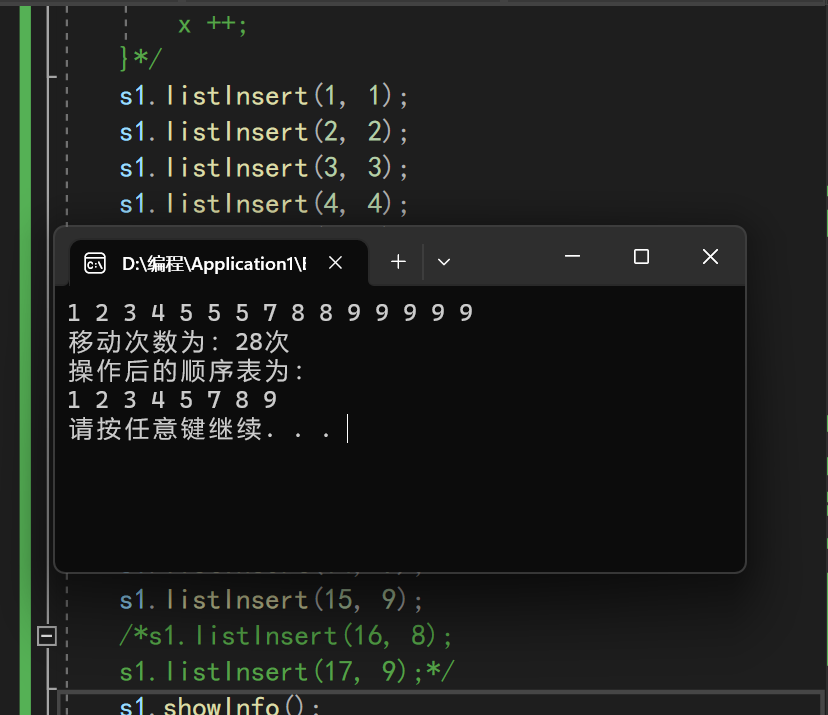 x ++;
}*/
s1.listInsert(1, 1);
s1.listInsert(2, 2);
s1.listInsert(3, 3);
s1.listInsert(4, 4);
D:\编程\Application1\
1 2 3 4 5 5 5 7 8 8 9 9 9 9 9
移动次数为: 28次
操作后的顺序表为:
1 2 3 4 5 7 8 9
请按任意键继续. . .
s1.listInsert(15, 9);
/*s1.listInsert(16, 8);
s1.listInsert(17, 9);*/
s1.showInfo();